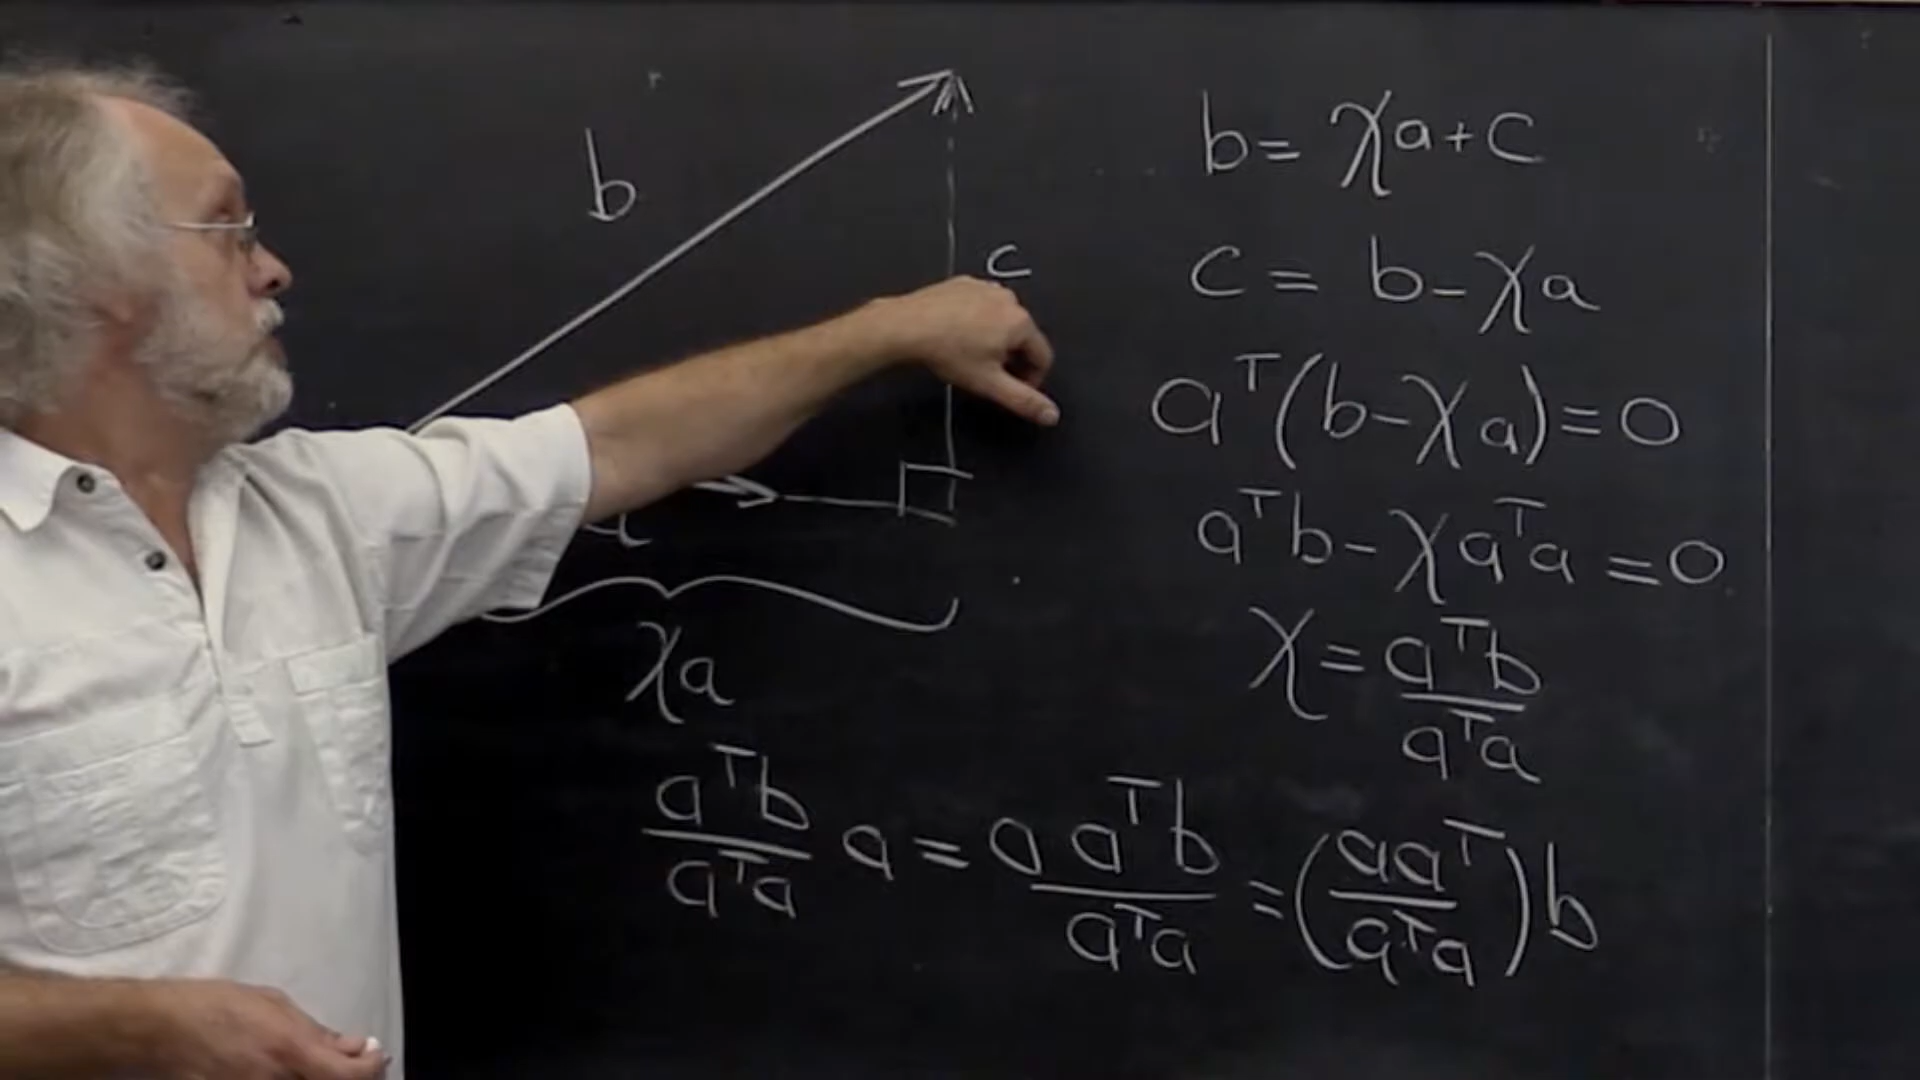 b
c
a
χa
b = χa + c
c = b - χa
aᵀ(b - χa) = 0
aᵀb - χaᵀa = 0
χ = aᵀb / aᵀa
aᵀb / aᵀa a = a aᵀb / aᵀa = (aaᵀ / aᵀa) b